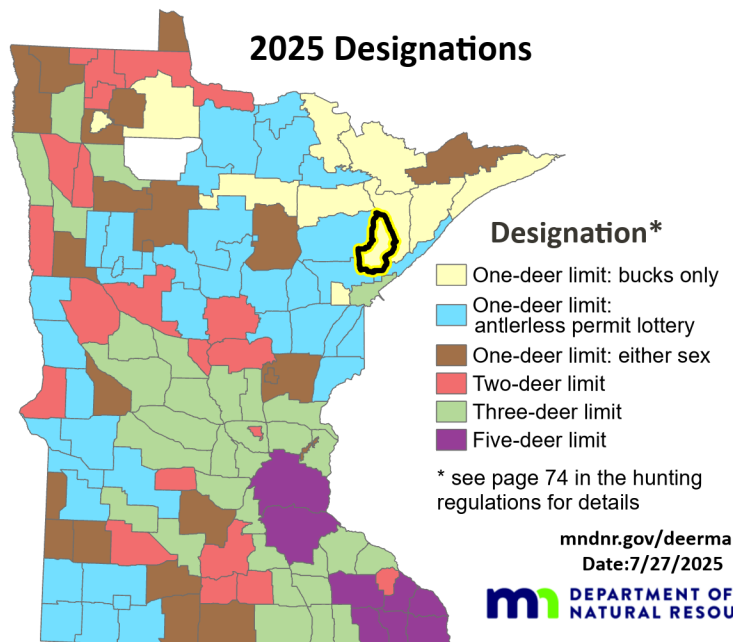 2025 Designations
Designation*
One-deer limit: bucks only
One-deer limit:
antlerless permit lottery
One-deer limit: either sex
Two-deer limit
Three-deer limit
Five-deer limit
* see page 74 in the hunting
regulations for details
mndnr.gov/deerma
Date:7/27/2025
mn DEPARTMENT OF
NATURAL RESOU